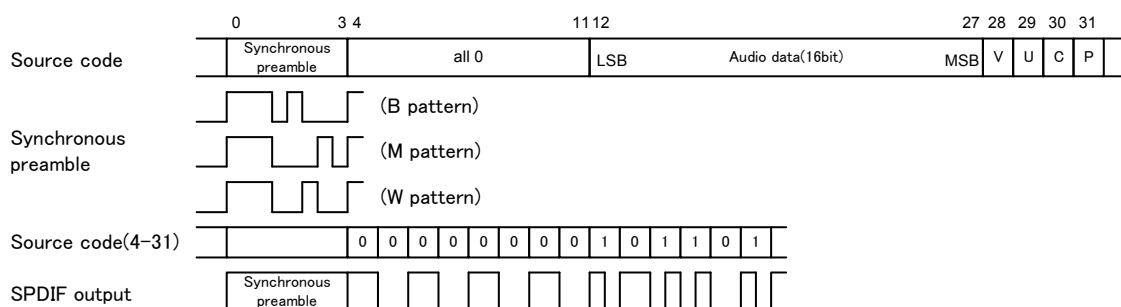 0 3 4 11 12 27 28 29 30 31
Source code Synchronous preamble all 0 LSB Audio data(16bit) MSB V U C P
(B pattern)
Synchronous
preamble
(M pattern)
(W pattern)
Source code(4-31) 0 0 0 0 0 0 0 0 1 0 1 1 0 1
SPDIF output Synchronous preamble